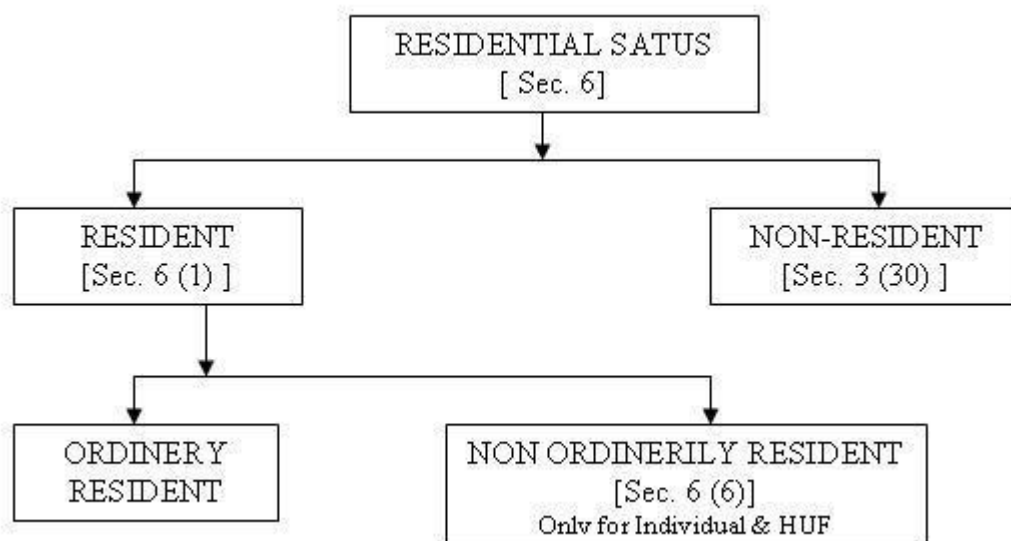 RESIDENTIAL SATUS
[ Sec. 6]
RESIDENT
[Sec. 6 (1) ]
NON-RESIDENT
[Sec. 3 (30) ]
ORDINERY
RESIDENT
NON ORDINERILY RESIDENT
[Sec. 6 (6)]
Only for Individual & HUF